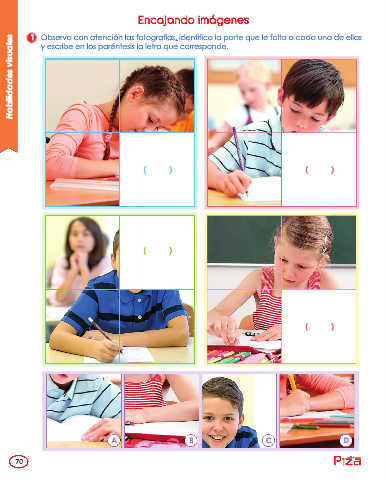 Encajando imágenes
Habilidades visuales
1 Observa con atención las fotografías, identifica la parte que le falta a cada una de ellas
y escribe en los paréntesis la letra que corresponde.
( ) ( )
( )
( )
A B C D
70
Pizá